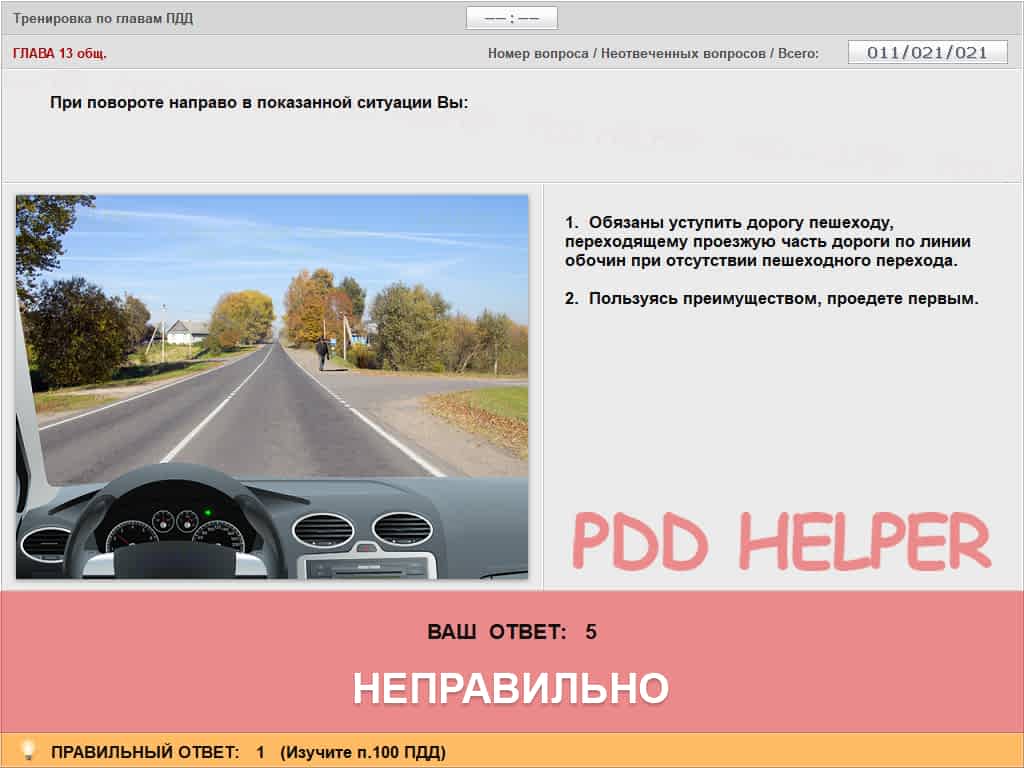 Тренировка по главам ПДД
—— : ——
ГЛАВА 13 общ.
Номер вопроса / Неотвеченных вопросов / Всего:
011/021/021
При повороте направо в показанной ситуации Вы:
1. Обязаны уступить дорогу пешеходу,
переходящему проезжую часть дороги по линии
обочин при отсутствии пешеходного перехода.
2. Пользуясь преимуществом, проедете первым.
PDD HELPER
ВАШ ОТВЕТ: 5
НЕПРАВИЛЬНО
ПРАВИЛЬНЫЙ ОТВЕТ: 1 (Изучите п.100 ПДД)